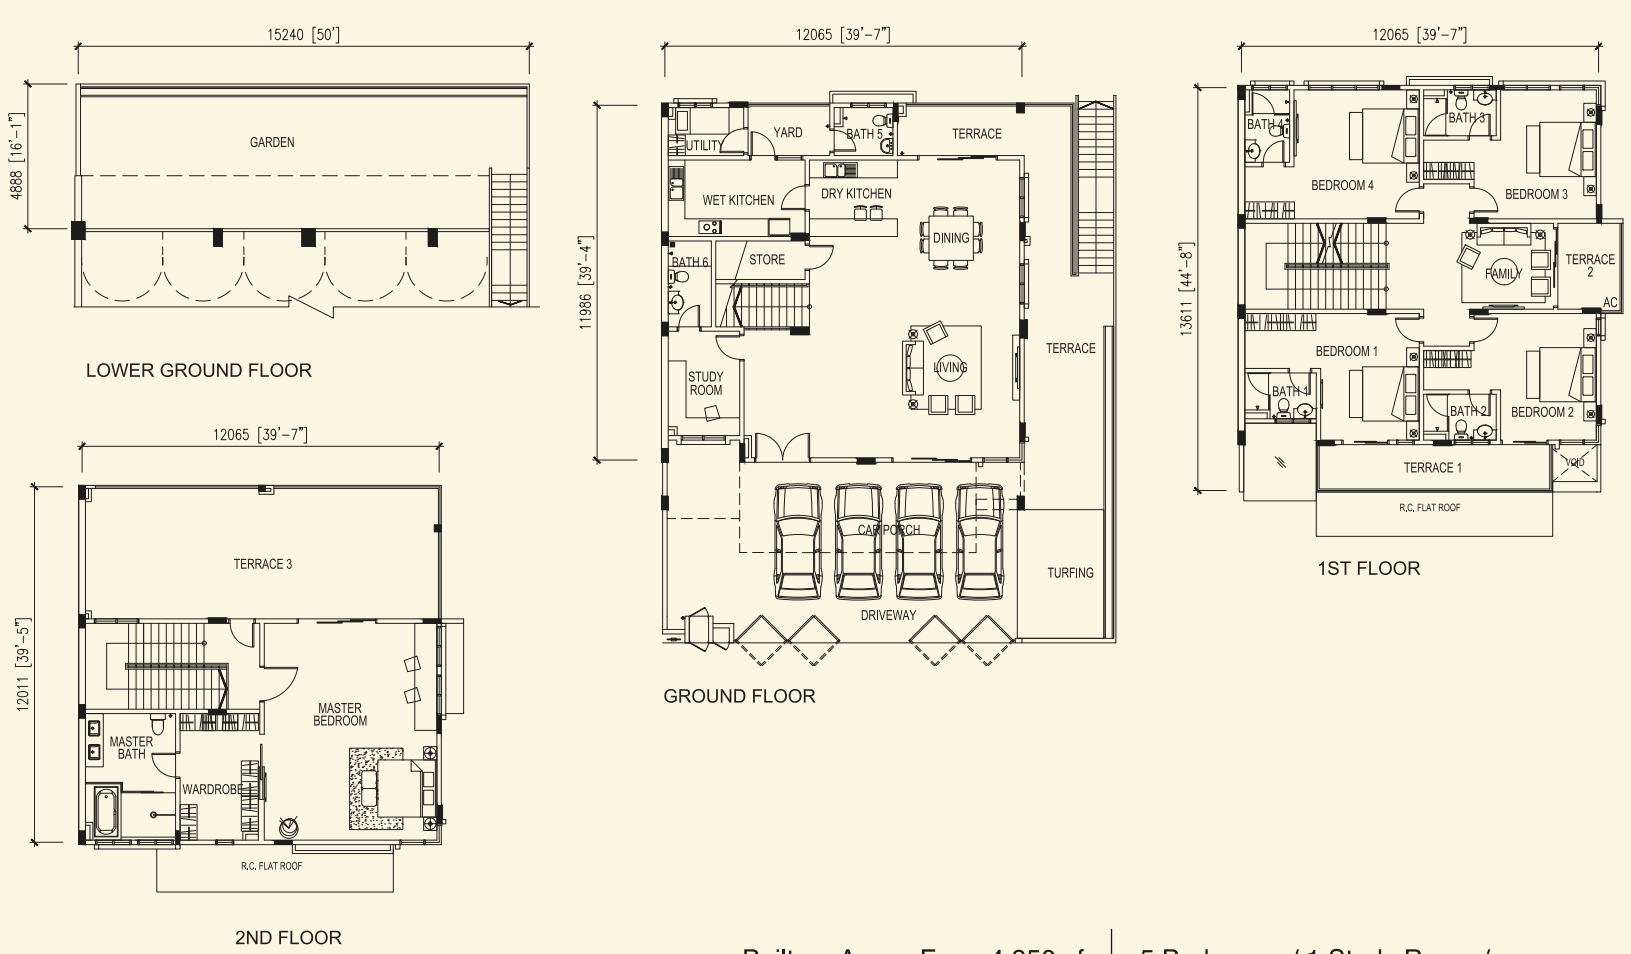 15240 [50']
4888 [16'-1"]
GARDEN
LOWER GROUND FLOOR
12065 [39'-7"]
11986 [39'-4"]
UTILITY
YARD
BATH 5
TERRACE
WET KITCHEN
DRY KITCHEN
DINING
BATH 6
STORE
STUDY
ROOM
LIVING
TERRACE
CAR PORCH
TURFING
DRIVEWAY
GROUND FLOOR
12065 [39'-7"]
13611 [44'-8"]
BATH 4
BATH 3
BEDROOM 4
BEDROOM 3
FAMILY
TERRACE
2
AC
BEDROOM 1
BATH 1
BATH 2
BEDROOM 2
TERRACE 1
VOID
R.C. FLAT ROOF
1ST FLOOR
12065 [39'-7"]
12011 [39'-5"]
TERRACE 3
MASTER
BEDROOM
MASTER
BATH
WARDROBE
R.C. FLAT ROOF
2ND FLOOR